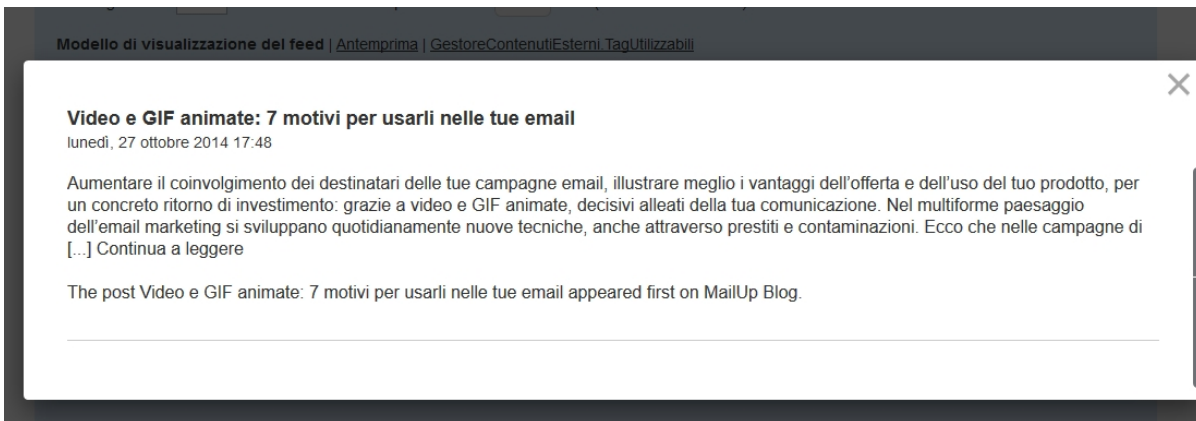 Modello di visualizzazione del feed | Antemprima | GestoreContenutiEsterni.TagUtilizzabili
Video e GIF animate: 7 motivi per usarli nelle tue email
lunedì, 27 ottobre 2014 17:48
Aumentare il coinvolgimento dei destinatari delle tue campagne email, illustrare meglio i vantaggi dell’offerta e dell’uso del tuo prodotto, per
un concreto ritorno di investimento: grazie a video e GIF animate, decisivi alleati della tua comunicazione. Nel multiforme paesaggio
dell’email marketing si sviluppano quotidianamente nuove tecniche, anche attraverso prestiti e contaminazioni. Ecco che nelle campagne di
[...] Continua a leggere
The post Video e GIF animate: 7 motivi per usarli nelle tue email appeared first on MailUp Blog.